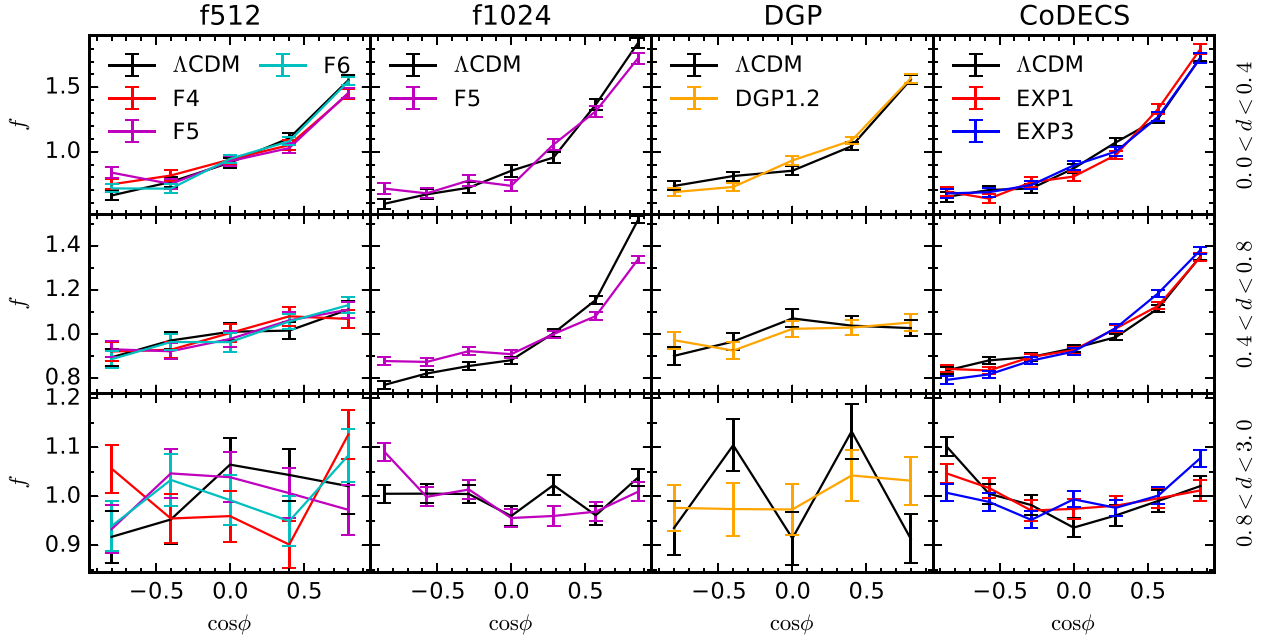 f512 f1024 DGP CoDECS
ΛCDM F6 ΛCDM ΛCDM ΛCDM
F4 F5 DGP1.2 EXP1
F5 EXP3
1.5
1.0
f
0.0 < d < 0.4
1.4
1.2
1.0
0.8
f
0.4 < d < 0.8
1.2
1.1
1.0
0.9
f
0.8 < d < 3.0
−0.5 0.0 0.5 −0.5 0.0 0.5 −0.5 0.0 0.5 −0.5 0.0 0.5
cosϕ cosϕ cosϕ cosϕ